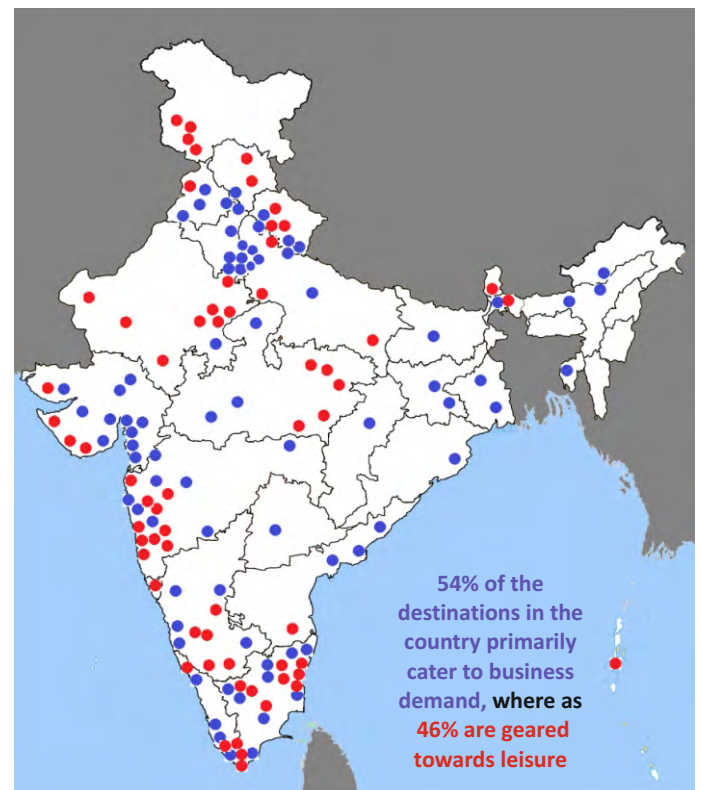 54% of the
destinations in the
country primarily
cater to business
demand, where as
46% are geared
towards leisure